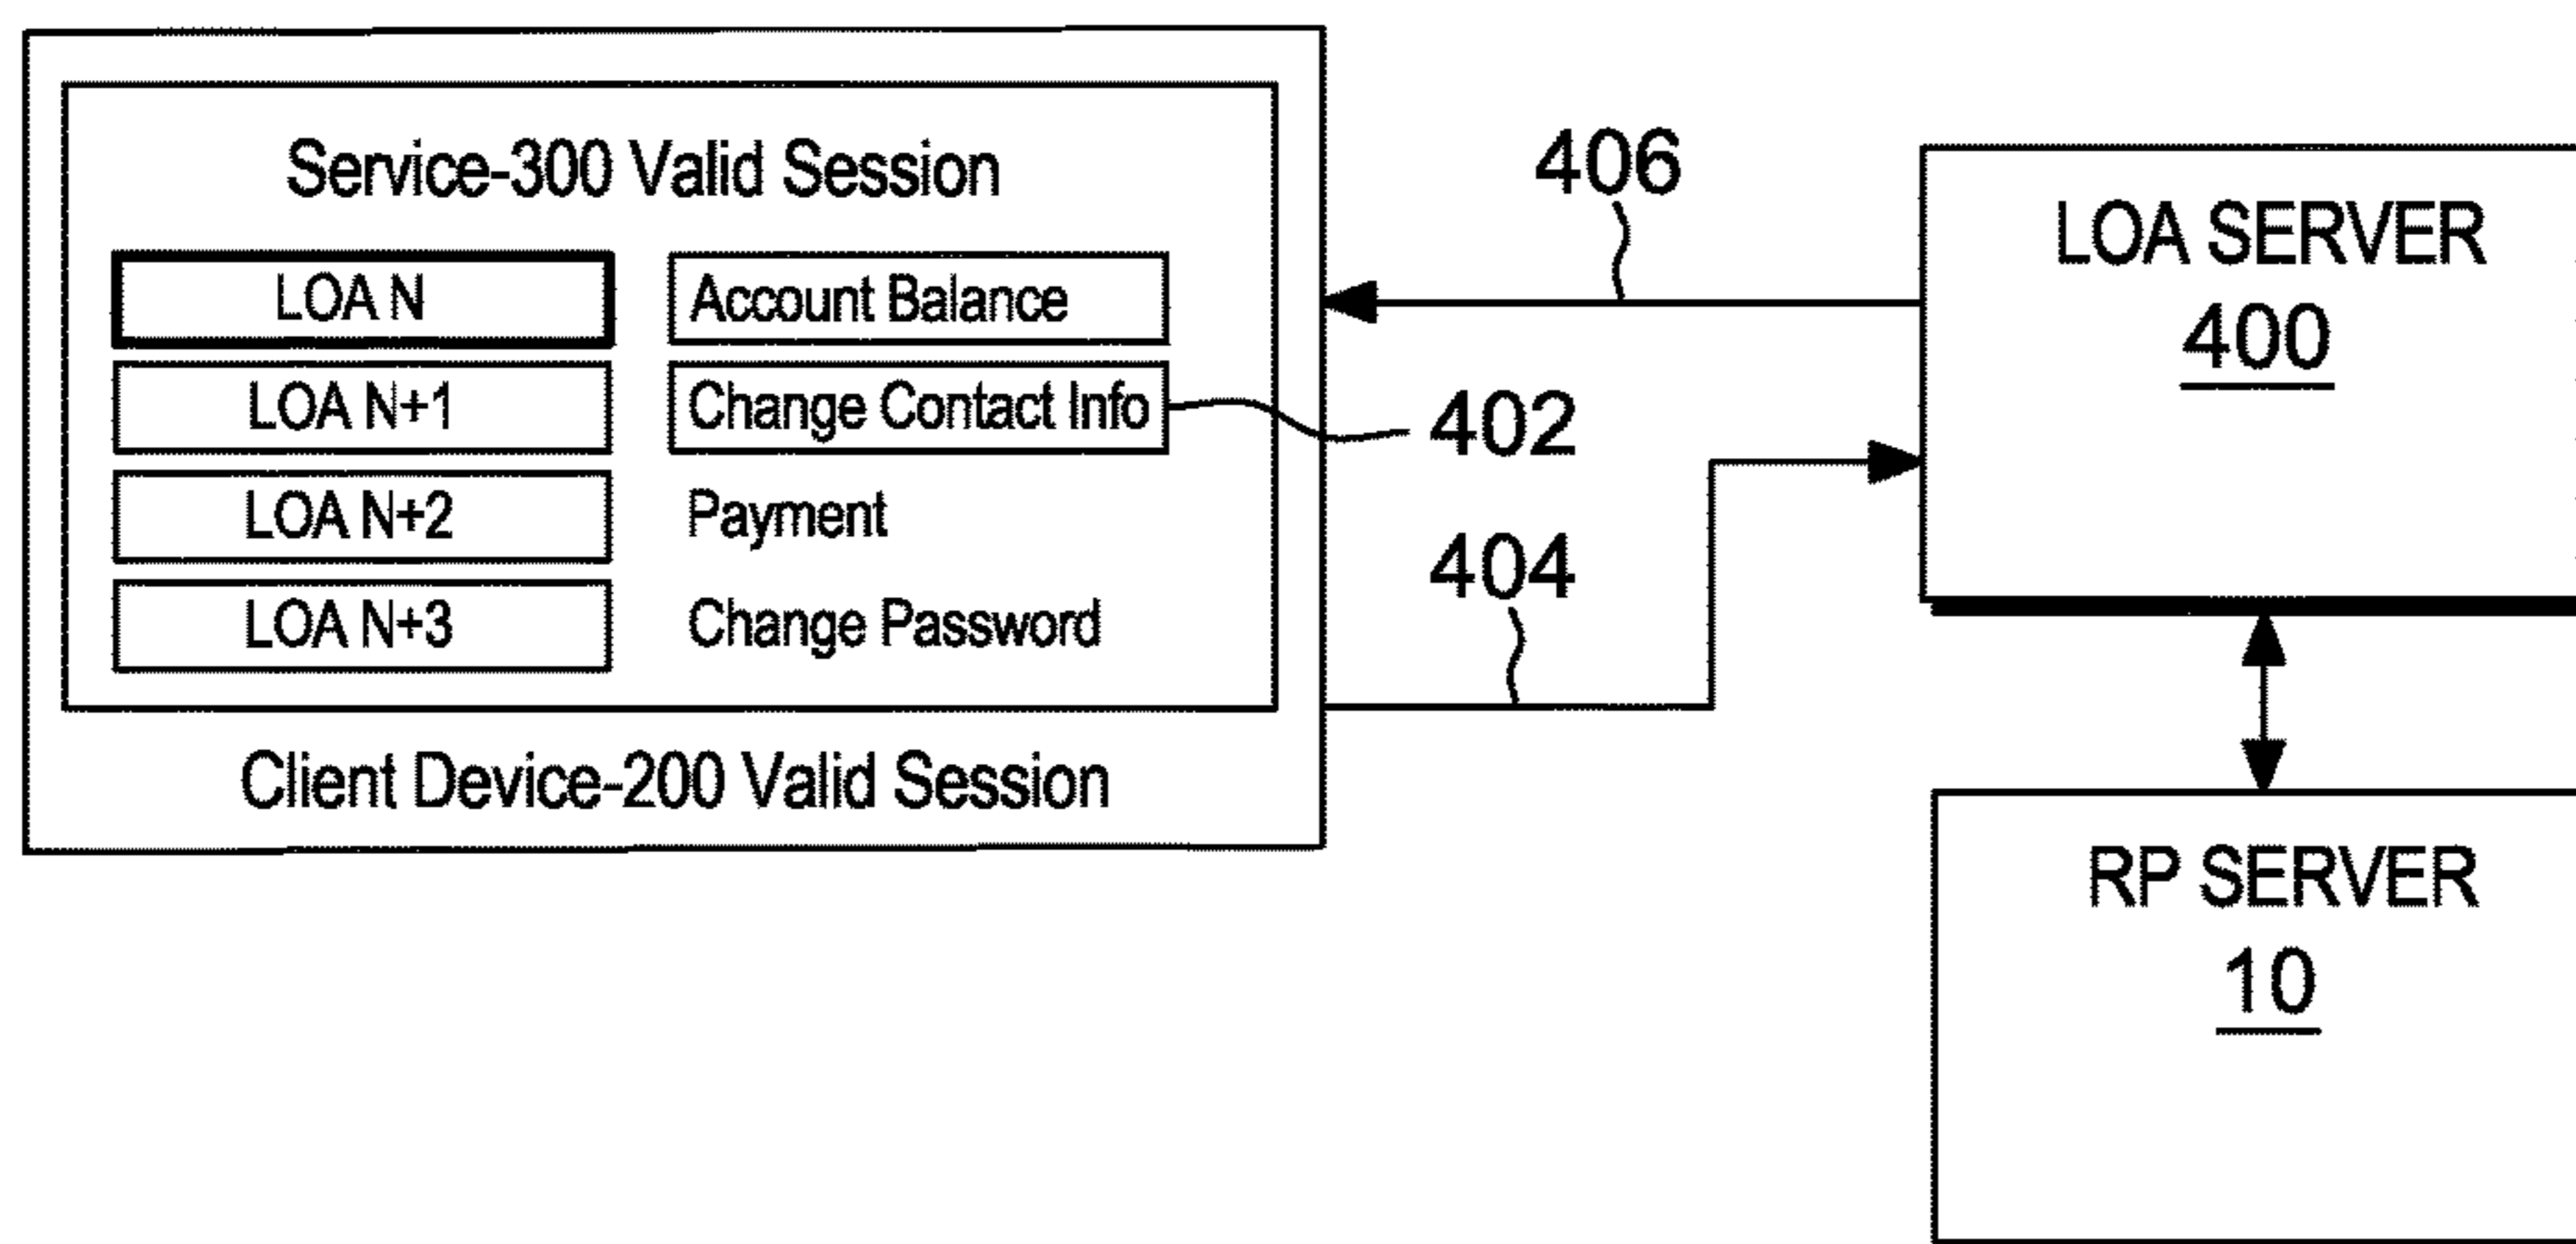 Service-300 Valid Session
LOA N
Account Balance
LOA N+1
Change Contact Info
LOA N+2
Payment
LOA N+3
Change Password
Client Device-200 Valid Session
406
402
404
LOA SERVER
400
RP SERVER
10